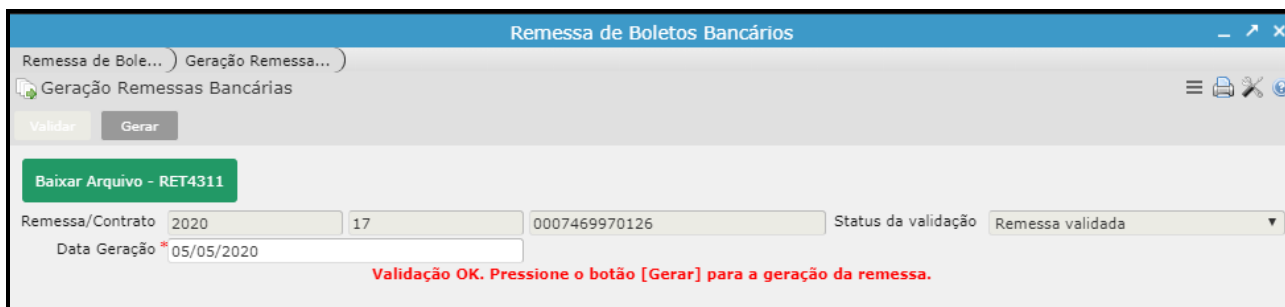 Remessa de Boletos Bancários
Remessa de Bole... Geração Remessa...
Geração Remessas Bancárias
Validar Gerar
Baixar Arquivo - RET4311
Remessa/Contrato 2020 17 0007469970126 Status da validação Remessa validada
Data Geração *05/05/2020
Validação OK. Pressione o botão [Gerar] para a geração da remessa.